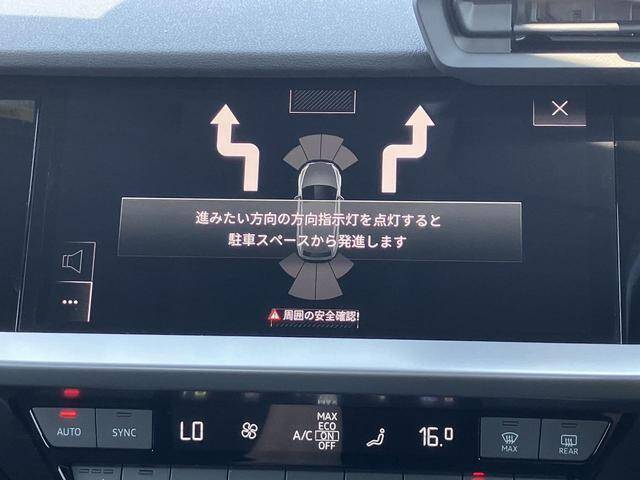 進みたい方向の方向指示灯を点灯すると
駐車スペースから発進します
周囲の安全確認!
AUTO
SYNC
LO
A/C
MAX
ECO
ON
OFF
16.0
MAX
REAR